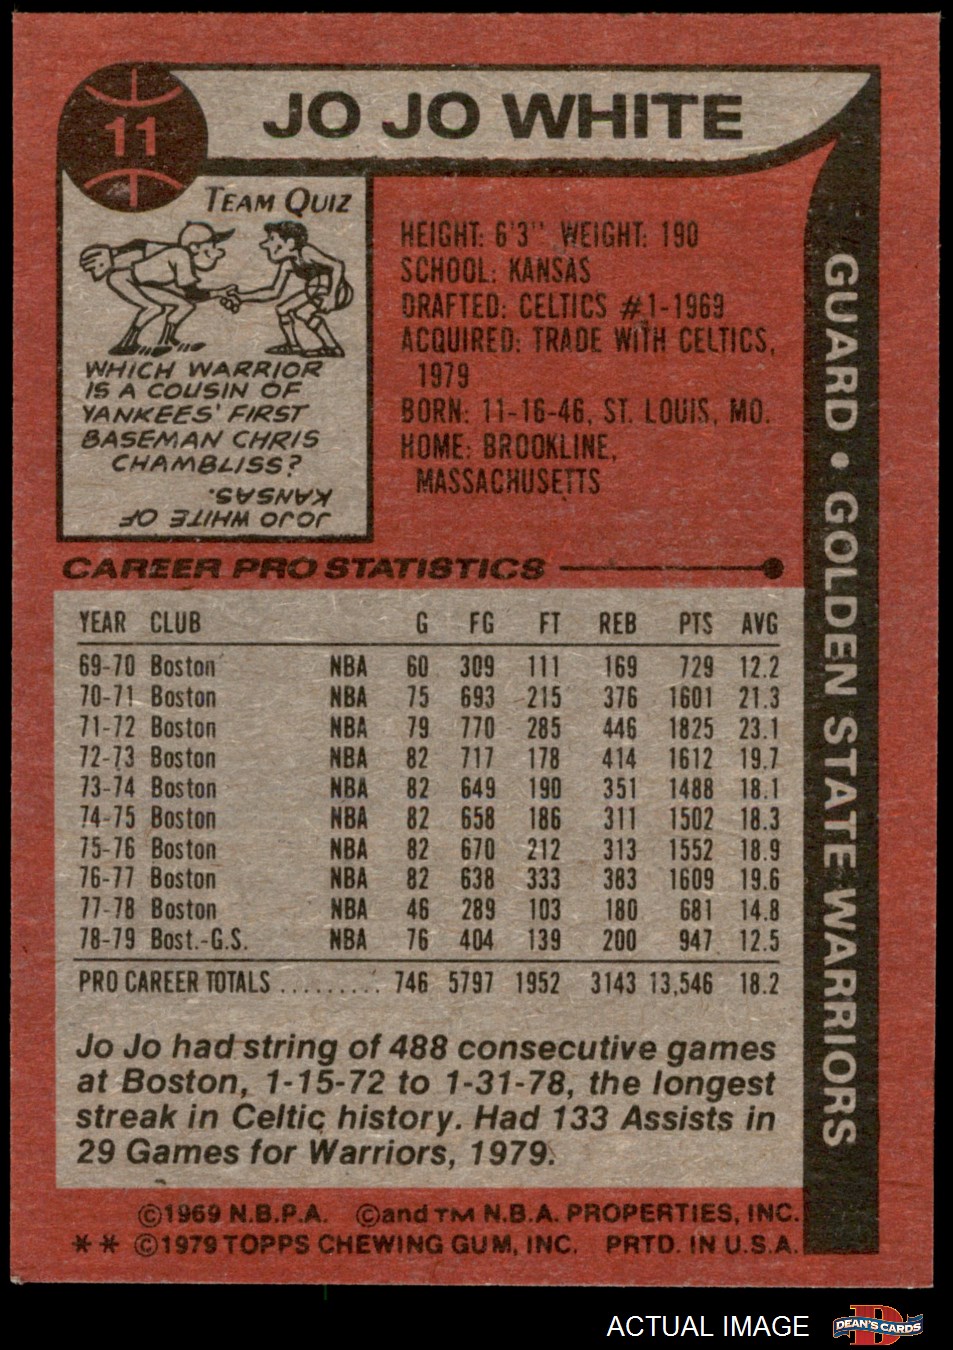 11
JO JO WHITE
TEAM QUIZ
WHICH WARRIOR
IS A COUSIN OF
YANKEES' FIRST
BASEMAN CHRIS
CHAMBLISS?
JOJO WHITE OF
KANSAS.
HEIGHT: 6'3" WEIGHT: 190
SCHOOL: KANSAS
DRAFTED: CELTICS #1-1969
ACQUIRED: TRADE WITH CELTICS,
1979
BORN: 11-16-46, ST. LOUIS, MO.
HOME: BROOKLINE,
MASSACHUSETTS
GUARD • GOLDEN STATE WARRIORS
CAREER PRO STATISTICS
YEAR CLUB G FG FT REB PTS AVG
69-70 Boston NBA 60 309 111 169 729 12.2
70-71 Boston NBA 75 693 215 376 1601 21.3
71-72 Boston NBA 79 770 285 446 1825 23.1
72-73 Boston NBA 82 717 178 414 1612 19.7
73-74 Boston NBA 82 649 190 351 1488 18.1
74-75 Boston NBA 82 658 186 311 1502 18.3
75-76 Boston NBA 82 670 212 313 1552 18.9
76-77 Boston NBA 82 638 333 383 1609 19.6
77-78 Boston NBA 46 289 103 180 681 14.8
78-79 Bost.-G.S. NBA 76 404 139 200 947 12.5
PRO CAREER TOTALS ......... 746 5797 1952 3143 13,546 18.2
Jo Jo had string of 488 consecutive games
at Boston, 1-15-72 to 1-31-78, the longest
streak in Celtic history. Had 133 Assists in
29 Games for Warriors, 1979.
©1969 N.B.P.A. ©and TM N.B.A. PROPERTIES, INC.
** ©1979 TOPPS CHEWING GUM, INC. PRTD. IN U.S.A.
ACTUAL IMAGE
D
DEAN'S CARDS